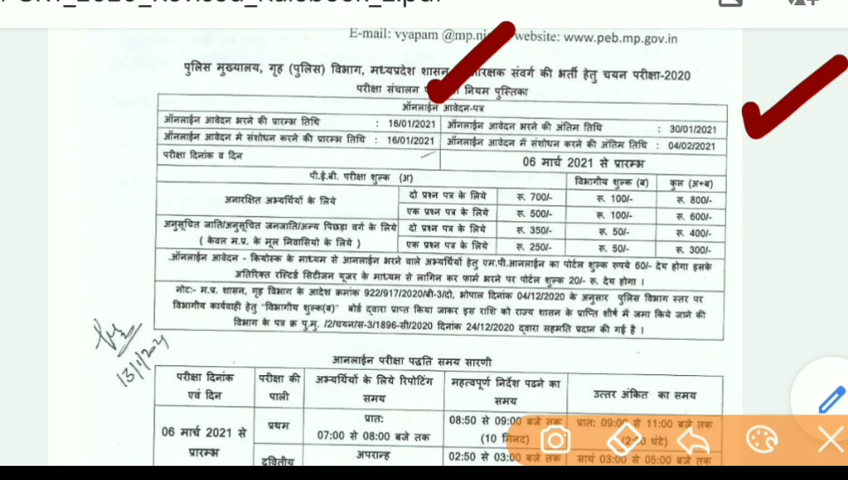 E-mail: vyapam @mp.ni website: www.peb.mp.gov.in
पुलिस मुख्यालय, गृह (पुलिस) विभाग, मध्यप्रदेश शासन संवर्ग की भर्ती हेतु चयन परीक्षा-2020
परीक्षा संचालन नियम पुस्तिका
ऑनलाईन आवेदन-पत्र
ऑनलाईन आवेदन भरने की प्रारम्भ तिथि : 16/01/2021 ऑनलाईन आवेदन भरने की अंतिम तिथि : 30/01/2021
ऑनलाईन आवेदन मे संशोधन करने की प्रारम्भ तिथि : 16/01/2021 ऑनलाईन आवेदन में संशोधन करने की अंतिम तिथि : 04/02/2021
परीक्षा दिनांक व दिन 06 मार्च 2021 से प्रारम्भ
पी.ई.बी. परीक्षा शुल्क (अ) विभागीय शुल्क (ब) कुल (अ+ब)
अनारक्षित अभ्यर्थियों के लिये दो प्रश्न पत्र के लिये रू. 700/- रू. 100/- रू. 800/-
एक प्रश्न पत्र के लिये रू. 500/- रू. 100/- रू. 600/-
अनुसूचित जाति/अनुसूचित जनजाति/अन्य पिछड़ा वर्ग के लिये दो प्रश्न पत्र के लिये रू. 350/- रू. 50/- रू. 400/-
( केवल म.प्र. के मूल निवासियो के लिये ) एक प्रश्न पत्र के लिये रू. 250/- रू. 50/- रू. 300/-
.ऑनलाईन आवेदन - कियोस्क के माध्यम से आनलाईन भरने वाले अभ्यर्थियों हेतु एम.पी.आनलाईन का पोर्टल शुल्क रूपये 60/- देय होगा इसके
अतिरिक्त रस्टिर्ड सिटीजन यूजर के माध्यम से लागिन कर फार्म भरने पर पोर्टल शुल्क 20/- रू. देय होगा ।
नोट:- म.प्र. शासन, गृह विभाग के आदेश क्रमांक 922/917/2020/बी-3/दो, भोपाल दिनांक 04/12/2020 के अनुसार पुलिस विभाग स्तर पर
विभागीय कार्यवाही हेतु "विभागीय शुल्क(ब)" बोर्ड द्वारा प्राप्त किया जाकर इस राशि को राज्य शासन के प्राप्ति शीर्ष में जमा किये जाने की
विभाग के पत्र क्र पु.मु. /2/चयन/स-3/1896-सी/2020 दिनांक 24/12/2020 द्वारा सहमति प्रदान की गई है ।
13/1/2021
आनलाईन परीक्षा पद्धति समय सारणी
परीक्षा दिनांक एवं दिन परीक्षा की पाली अभ्यर्थियों के लिये रिपोर्टिंग समय महत्वपूर्ण निर्देश पढने का समय उत्तर अंकित का समय
06 मार्च 2021 से प्रारम्भ प्रथम प्रात: 07:00 से 08:00 बजे तक 08:50 से 09:00 बजे तक (10 मिनट) प्रात: 09:00 से 11:00 बजे तक
द्वितीय अपरान्ह 02:50 से 03:00 बजे तक सायं 03:00 से 05:00 बजे तक